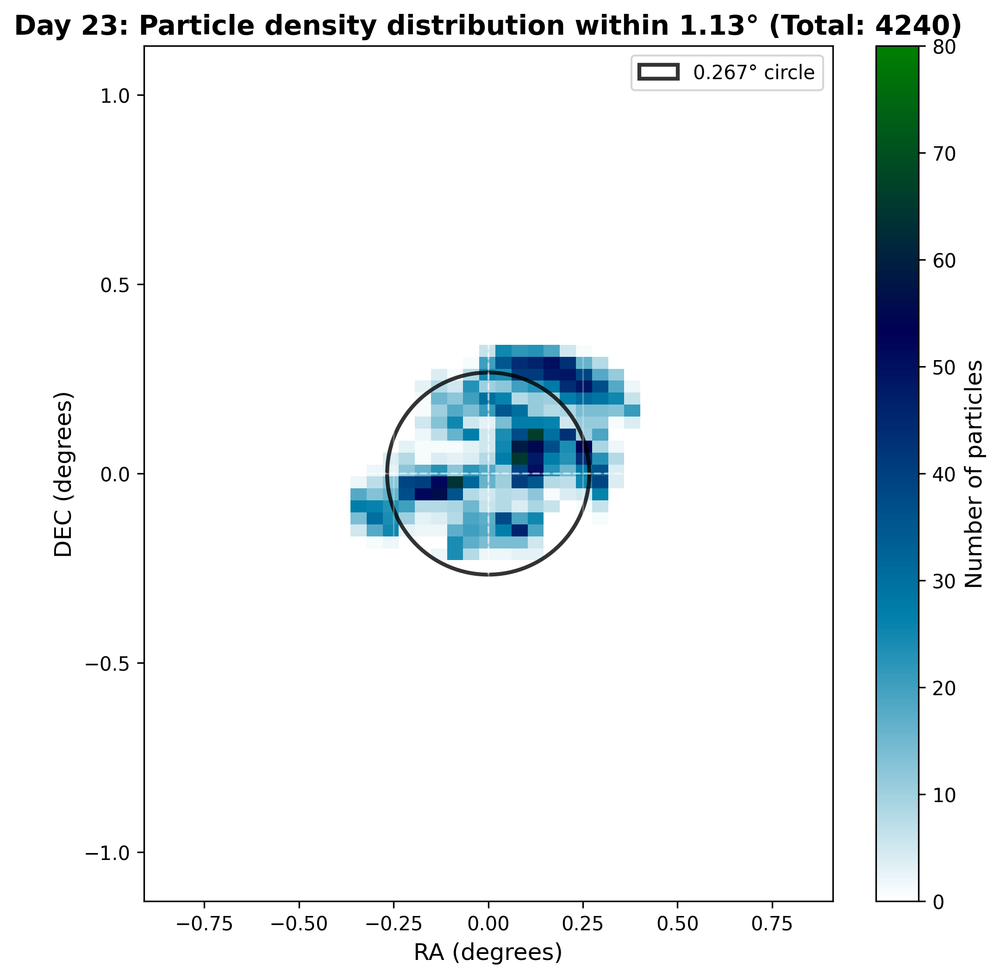 Day 23: Particle density distribution within 1.13° (Total: 4240)
0.267° circle
1.0
0.5
0.0
−0.5
−1.0
DEC (degrees)
−0.75 −0.50 −0.25 0.00 0.25 0.50 0.75
RA (degrees)
80
70
60
50
40
30
20
10
0
Number of particles